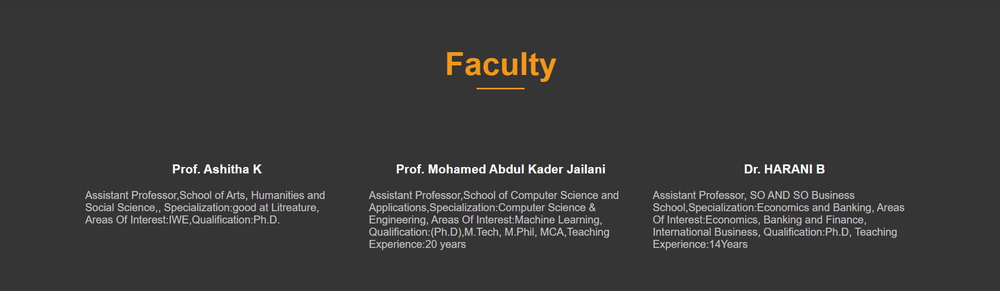 Faculty
Prof. Ashitha K
Assistant Professor,School of Arts, Humanities and
Social Science,, Specialization:good at Litreature,
Areas Of Interest:IWE,Qualification:Ph.D.
Prof. Mohamed Abdul Kader Jailani
Assistant Professor,School of Computer Science and
Applications,Specialization:Computer Science &
Engineering, Areas Of Interest:Machine Learning,
Qualification:(Ph.D),M.Tech, M.Phil, MCA,Teaching
Experience:20 years
Dr. HARANI B
Assistant Professor, SO AND SO Business
School,Specialization:Economics and Banking, Areas
Of Interest:Economics, Banking and Finance,
International Business, Qualification:Ph.D, Teaching
Experience:14Years